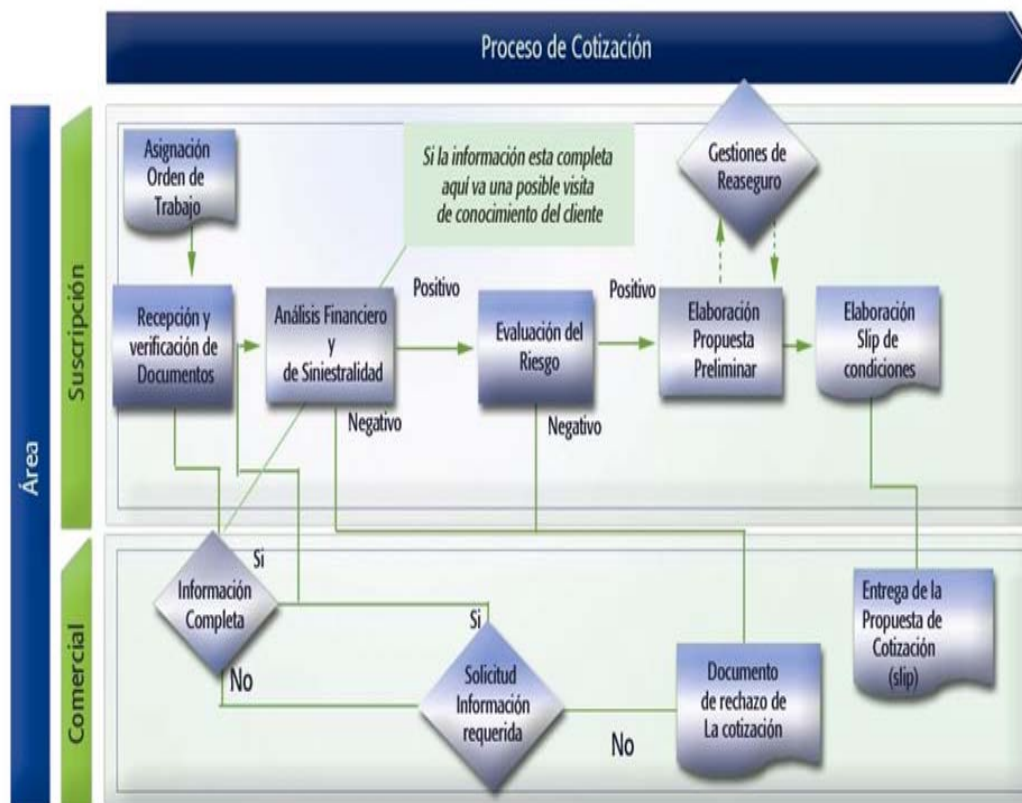 Proceso de Cotización
Área
Suscripción
Asignación
Orden de
Trabajo
Si la información esta completa
aquí va una posible visita
de conocimiento del cliente
Gestiones de
Reaseguro
Recepción y
verificación de
Documentos
Análisis Financiero
y
de Siniestralidad
Positivo
Negativo
Evaluación del
Riesgo
Positivo
Negativo
Elaboración
Propuesta
Preliminar
Elaboración
Slip de
condiciones
Comercial
Información
Completa
Si
No
Si
Solicitud
Información
requerida
No
Documento
de rechazo de
La cotización
Entrega de la
Propuesta de
Cotización
(slip)